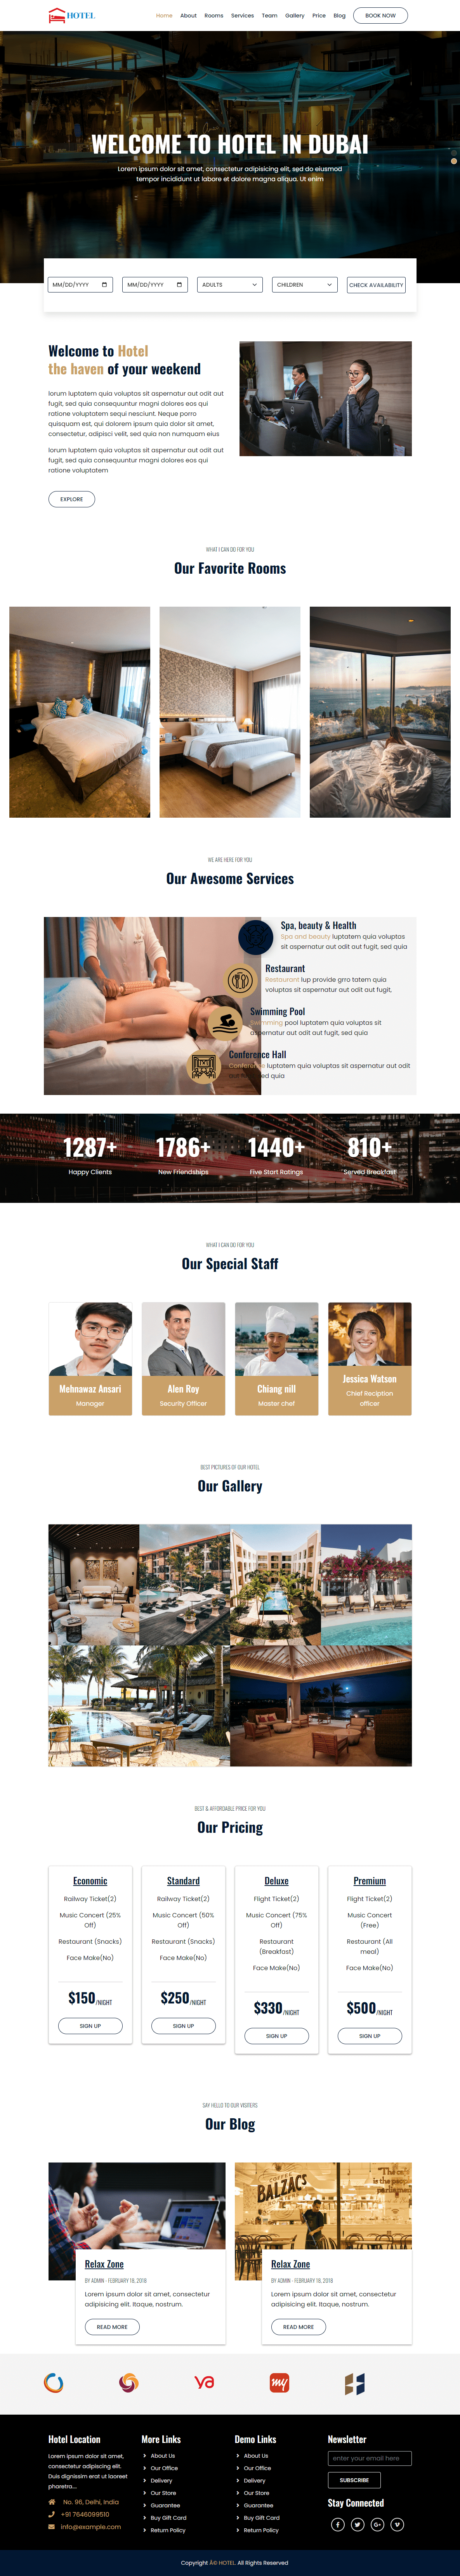 HOTEL
Home About Rooms Services Team Gallery Price Blog BOOK NOW
WELCOME TO HOTEL IN DUBAI
Lorem ipsum dolor sit amet, consectetur adipisicing elit, sed do eiusmod
tempor incididunt ut labore et dolore magna aliqua. Ut enim
MM/DD/YYYY MM/DD/YYYY ADULTS CHILDREN CHECK AVAILABILITY
Welcome to Hotel
the haven of your weekend
lorum luptatem quia voluptas sit aspernatur aut odit aut
fugit, sed quia consequuntur magni dolores eos qui
ratione voluptatem sequi nesciunt. Neque porro
quisquam est, qui dolorem ipsum quia dolor sit amet,
consectetur, adipisci velit, sed quia non numquam eius
lorum luptatem quia voluptas sit aspernatur aut odit aut
fugit, sed quia consequuntur magni dolores eos qui
ratione voluptatem
EXPLORE
WHAT I CAN DO FOR YOU
Our Favorite Rooms
WE ARE HERE FOR YOU
Our Awesome Services
Spa, beauty & Health
Spa and beauty luptatem quia voluptas
sit aspernatur aut odit aut fugit, sed quia
Restaurant
Restaurant lup provide grro tatem quia
voluptas sit aspernatur aut odit aut fugit,
Swimming Pool
Swimming pool luptatem quia voluptas sit
aspernatur aut odit aut fugit, sed quia
Conference Hall
Conference luptatem quia voluptas sit aspernatur aut odit
sed quia
1287+ 1786+ 1440+ 810+
Happy Clients New Friendships Five Start Ratings Served Breakfast
WHAT I CAN DO FOR YOU
Our Special Staff
Mehnawaz Ansari
Manager
Alen Roy
Security Officer
Chiang nill
Master chef
Jessica Watson
Chief Reciption
officer
BEST PICTURES OF OUR HOTEL
Our Gallery
BEST & AFFORDABLE PRICE FOR YOU
Our Pricing
Economic
Railway Ticket(2)
Music Concert (25%
Off)
Restaurant (Snacks)
Face Make(No)
$150/NIGHT
SIGN UP
Standard
Railway Ticket(2)
Music Concert (50%
Off)
Restaurant (Snacks)
Face Make(No)
$250/NIGHT
SIGN UP
Deluxe
Flight Ticket(2)
Music Concert (75%
Off)
Restaurant
(Breakfast)
Face Make(No)
$330/NIGHT
SIGN UP
Premium
Flight Ticket(2)
Music Concert
(Free)
Restaurant (All
meal)
Face Make(No)
$500/NIGHT
SIGN UP
SAY HELLO TO OUR VISITERS
Our Blog
Relax Zone
BY ADMIN - FEBRUARY 19, 2018
Lorem ipsum dolor sit amet, consectetur
adipisicing elit. Itaque, nostrum.
READ MORE
BALZAC'S
Relax Zone
BY ADMIN - FEBRUARY 19, 2018
Lorem ipsum dolor sit amet, consectetur
adipisicing elit. Itaque, nostrum.
READ MORE
my
Hotel Location
Lorem ipsum dolor sit amet,
consectetur adipiscing elit.
Duis dignissim erat ut laoreet
pharetra....
No. 96, Delhi, India
+91 7646099510
info@example.com
More Links
About Us
Our Office
Delivery
Our Store
Guarantee
Buy Gift Card
Return Policy
Demo Links
About Us
Our Office
Delivery
Our Store
Guarantee
Buy Gift Card
Return Policy
Newsletter
enter your email here
SUBSCRIBE
Stay Connected
Copyright Â© HOTEL. All Rights Reserved